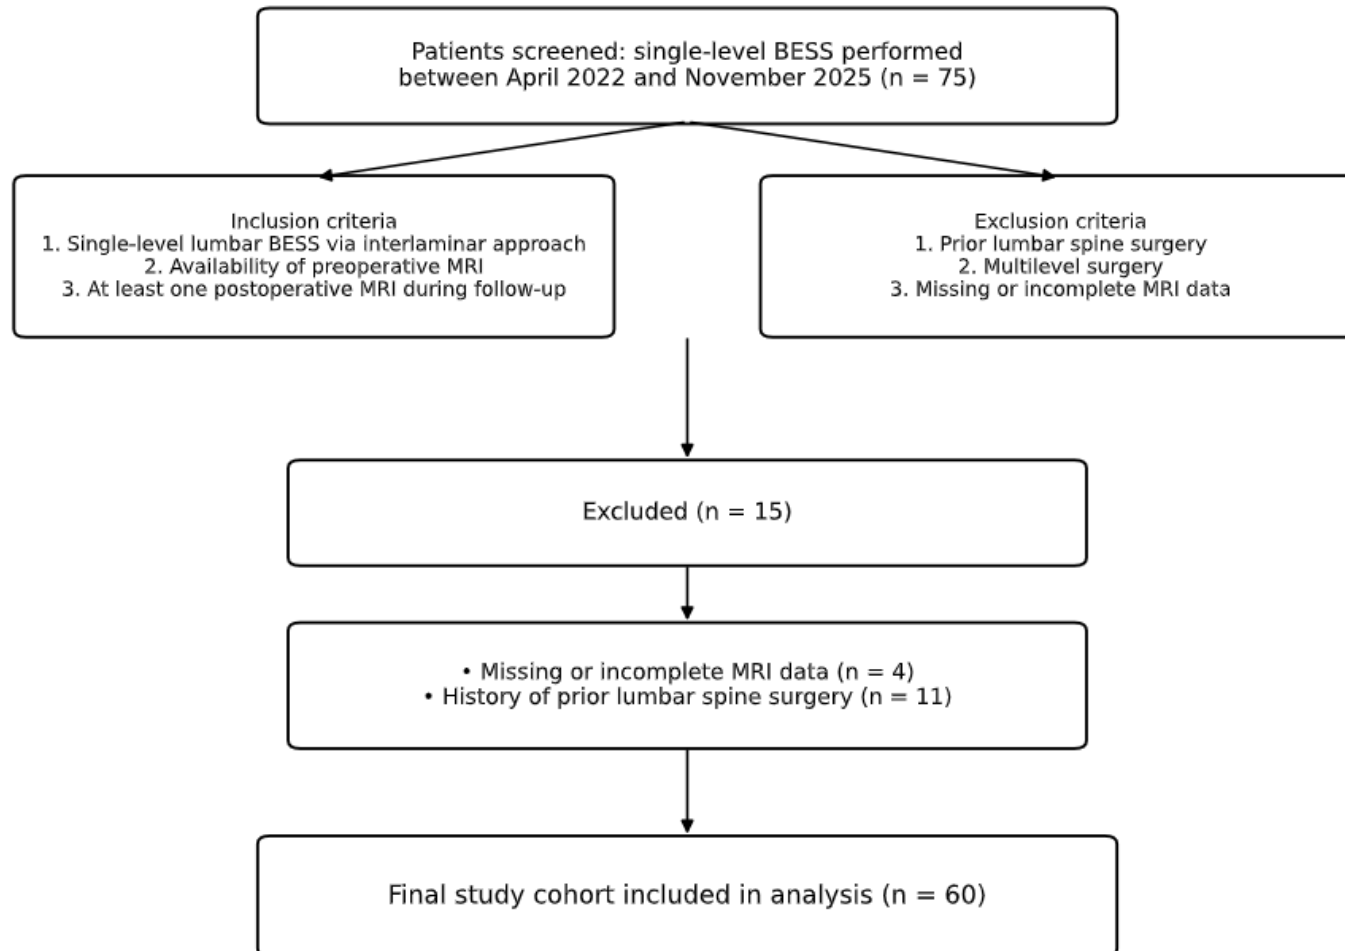 Patients screened: single-level BESS performed
between April 2022 and November 2025 (n = 75)
Inclusion criteria
1. Single-level lumbar BESS via interlaminar approach
2. Availability of preoperative MRI
3. At least one postoperative MRI during follow-up
Exclusion criteria
1. Prior lumbar spine surgery
2. Multilevel surgery
3. Missing or incomplete MRI data
Excluded (n = 15)
• Missing or incomplete MRI data (n = 4)
• History of prior lumbar spine surgery (n = 11)
Final study cohort included in analysis (n = 60)